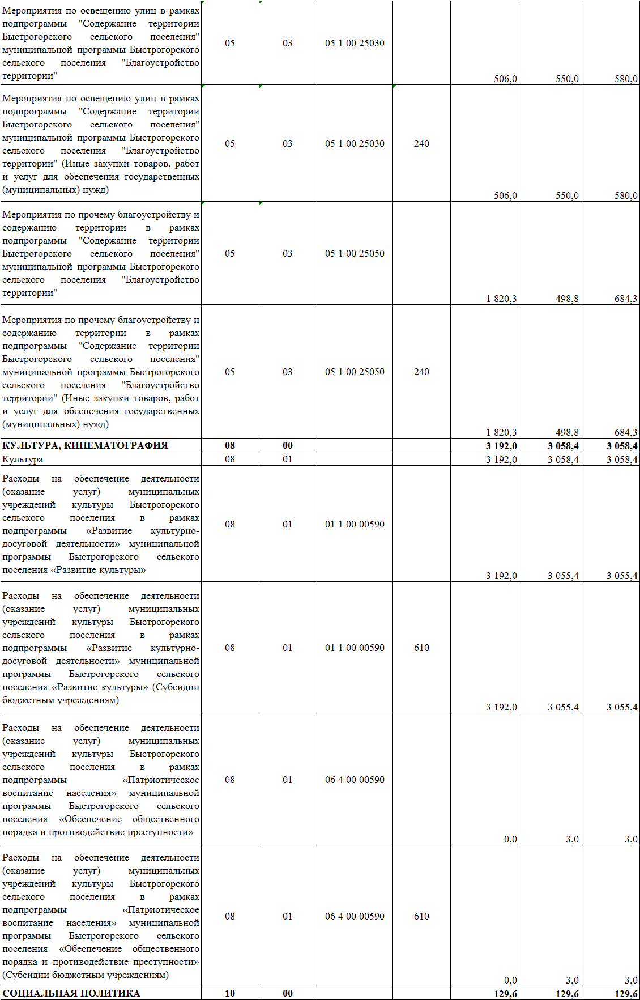 Мероприятия по освещению улиц в рамках
подпрограммы "Содержание территории
Быстрогорского сельского поселения"
муниципальной программы Быстрогорского
сельского поселения "Благоустройство
территории"
05 03 05 1 00 25030
506,0 550,0 580,0
Мероприятия по освещению улиц в рамках
подпрограммы "Содержание территории
Быстрогорского сельского поселения"
муниципальной программы Быстрогорского
сельского поселения "Благоустройство
территории" (Иные закупки товаров, работ
и услуг для обеспечения государственных
(муниципальных) нужд)
05 03 05 1 00 25030 240
506,0 550,0 580,0
Мероприятия по прочему благоустройству и
содержанию территории в рамках
подпрограммы "Содержание территории
Быстрогорского сельского поселения"
муниципальной программы Быстрогорского
сельского поселения "Благоустройство
территории"
05 03 05 1 00 25050
1 820,3 498,8 684,3
Мероприятия по прочему благоустройству и
содержанию территории в рамках
подпрограммы "Содержание территории
Быстрогорского сельского поселения"
муниципальной программы Быстрогорского
сельского поселения "Благоустройство
территории" (Иные закупки товаров, работ
и услуг для обеспечения государственных
(муниципальных) нужд)
05 03 05 1 00 25050 240
1 820,3 498,8 684,3
КУЛЬТУРА, КИНЕМАТОГРАФИЯ 08 00 3 192,0 3 058,4 3 058,4
Культура 08 01 3 192,0 3 058,4 3 058,4
Расходы на обеспечение деятельности
(оказание услуг) муниципальных
учреждений культуры Быстрогорского
сельского поселения в рамках
подпрограммы «Развитие культурно-
досуговой деятельности» муниципальной
программы Быстрогорского сельского
поселения «Развитие культуры»
08 01 01 1 00 00590
3 192,0 3 055,4 3 055,4
Расходы на обеспечение деятельности
(оказание услуг) муниципальных
учреждений культуры Быстрогорского
сельского поселения в рамках
подпрограммы «Развитие культурно-
досуговой деятельности» муниципальной
программы Быстрогорского сельского
поселения «Развитие культуры» (Субсидии
бюджетным учреждениям)
08 01 01 1 00 00590 610
3 192,0 3 055,4 3 055,4
Расходы на обеспечение деятельности
(оказание услуг) муниципальных
учреждений культуры Быстрогорского
сельского поселения в рамках
подпрограммы «Патриотическое
воспитание населения» муниципальной
программы Быстрогорского сельского
поселения «Обеспечение общественного
порядка и противодействие преступности»
08 01 06 4 00 00590
0,0 3,0 3,0
Расходы на обеспечение деятельности
(оказание услуг) муниципальных
учреждений культуры Быстрогорского
сельского поселения в рамках
подпрограммы «Патриотическое
воспитание населения» муниципальной
программы Быстрогорского сельского
поселения «Обеспечение общественного
порядка и противодействие преступности»
(Субсидии бюджетным учреждениям)
08 01 06 4 00 00590 610
0,0 3,0 3,0
СОЦИАЛЬНАЯ ПОЛИТИКА 10 00 129,6 129,6 129,6